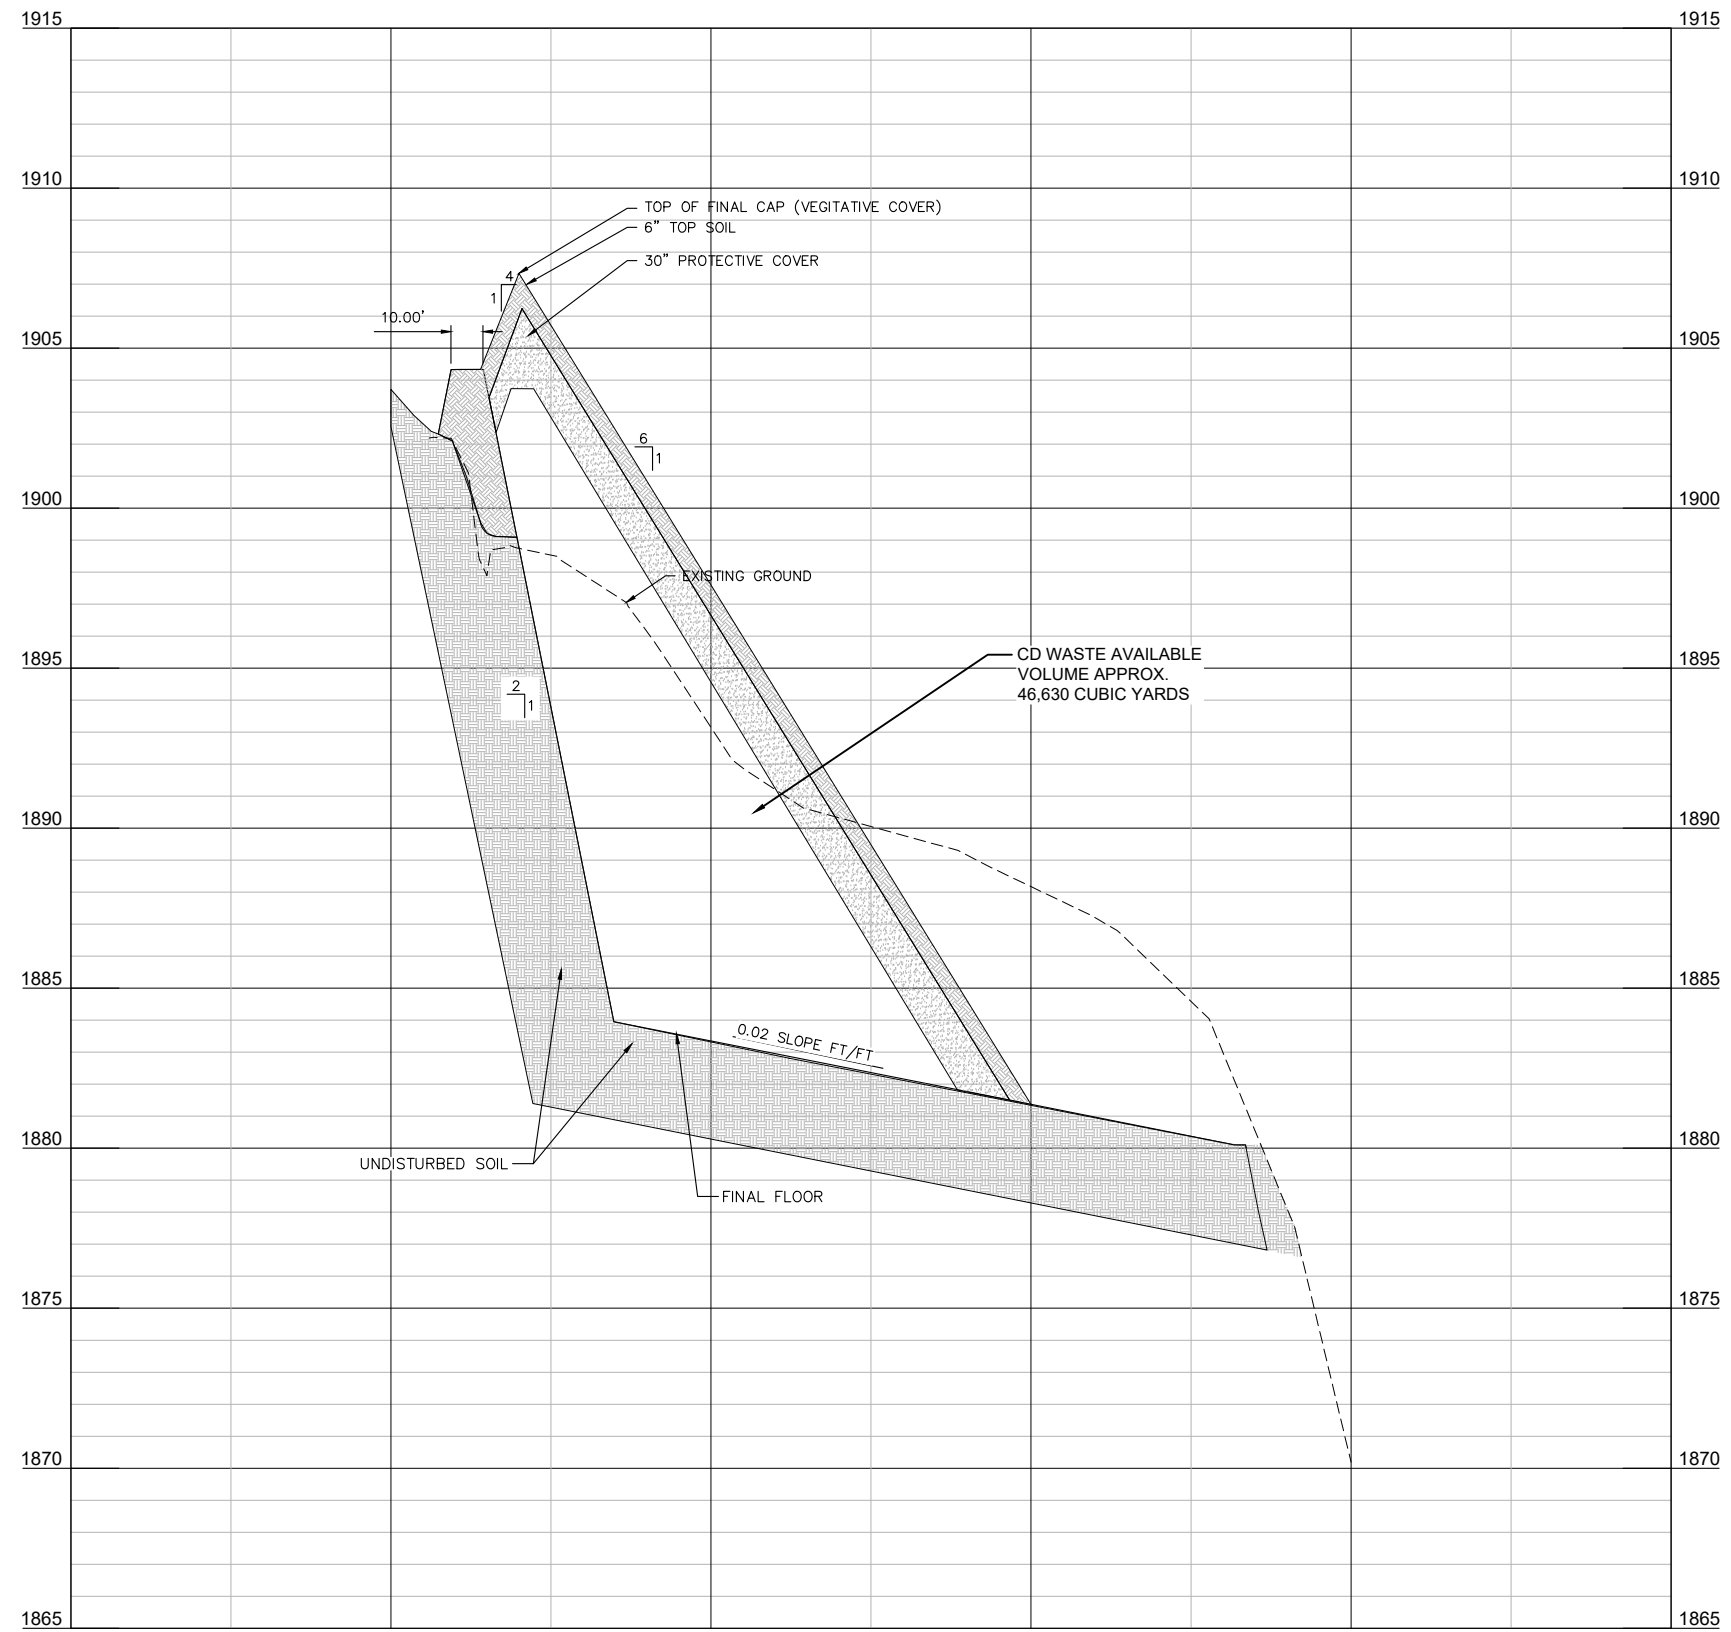 1915 1915
1910 1910
TOP OF FINAL CAP (VEGITATIVE COVER)
6" TOP SOIL
30" PROTECTIVE COVER
4
1
10.00'
1905 1905
6
1
1900 1900
EXISTING GROUND
CD WASTE AVAILABLE
VOLUME APPROX.
46,630 CUBIC YARDS
1895 1895
2
1
1890 1890
1885 1885
0.02 SLOPE FT/FT
1880 1880
UNDISTURBED SOIL
FINAL FLOOR
1875 1875
1870 1870
1865 1865